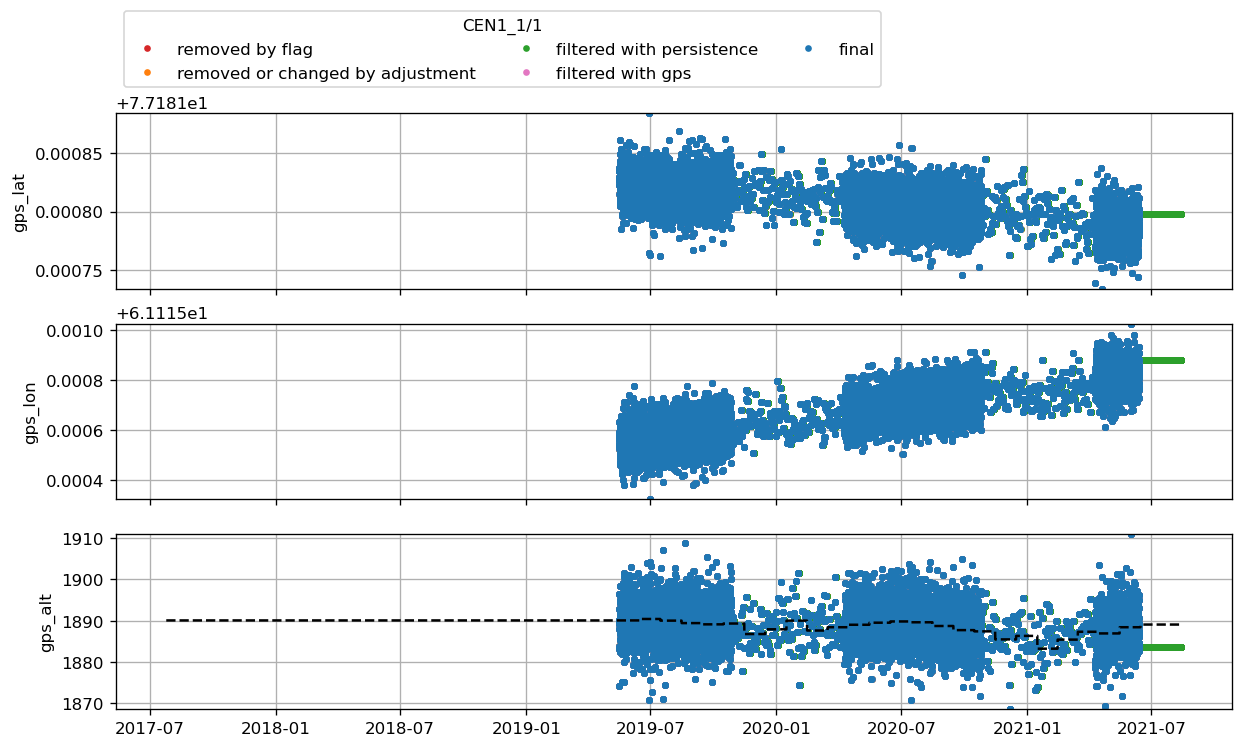 CEN1_1/1
removed by flag
filtered with persistence
final
removed or changed by adjustment
filtered with gps
+7.7181e1
0.00085
0.00080
0.00075
gps_lat
+6.1115e1
0.0010
0.0008
0.0006
0.0004
gps_lon
1910
1900
1890
1880
1870
gps_alt
2017-07
2018-01
2018-07
2019-01
2019-07
2020-01
2020-07
2021-01
2021-07